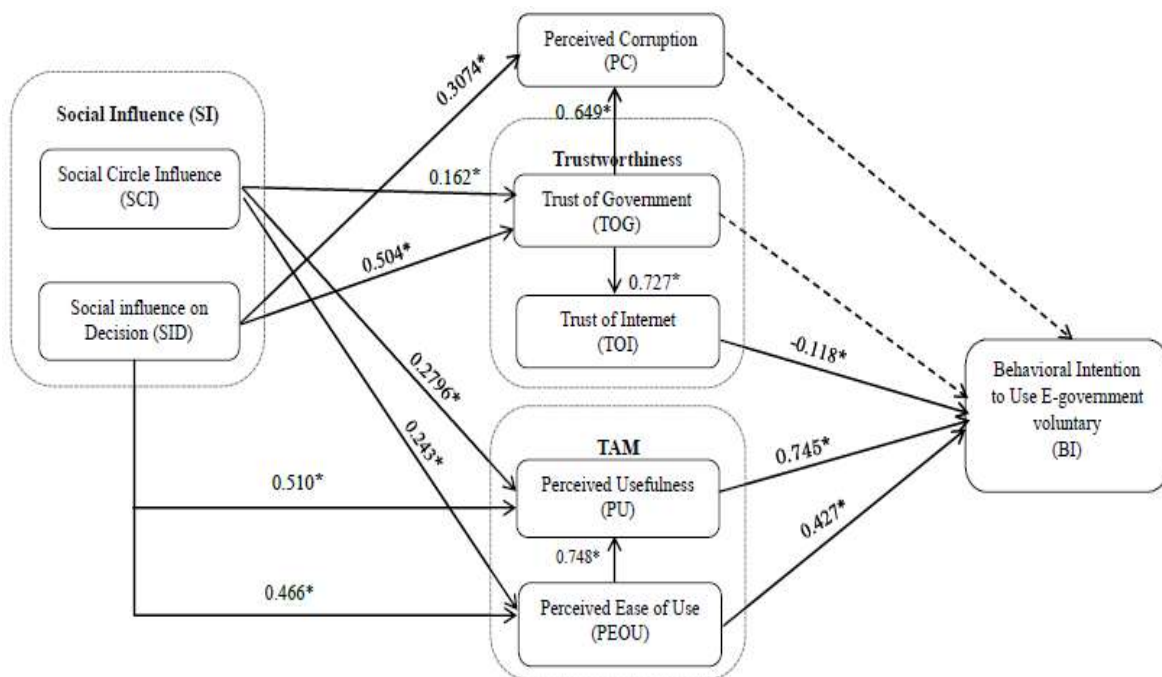 Perceived Corruption
(PC)
0.3074*
0. 649*
Social Influence (SI)
Social Circle Influence
(SCI)
0.162*
Trustworthiness
Trust of Government
(TOG)
0.504*
0.727*
Social influence on
Decision (SID)
Trust of Internet
(TOI)
-0.118*
0.2796*
0.243*
Behavioral Intention
to Use E-government
voluntary
(BI)
TAM
0.745*
0.510*
Perceived Usefulness
(PU)
0.427*
0.748*
0.466*
Perceived Ease of Use
(PEOU)